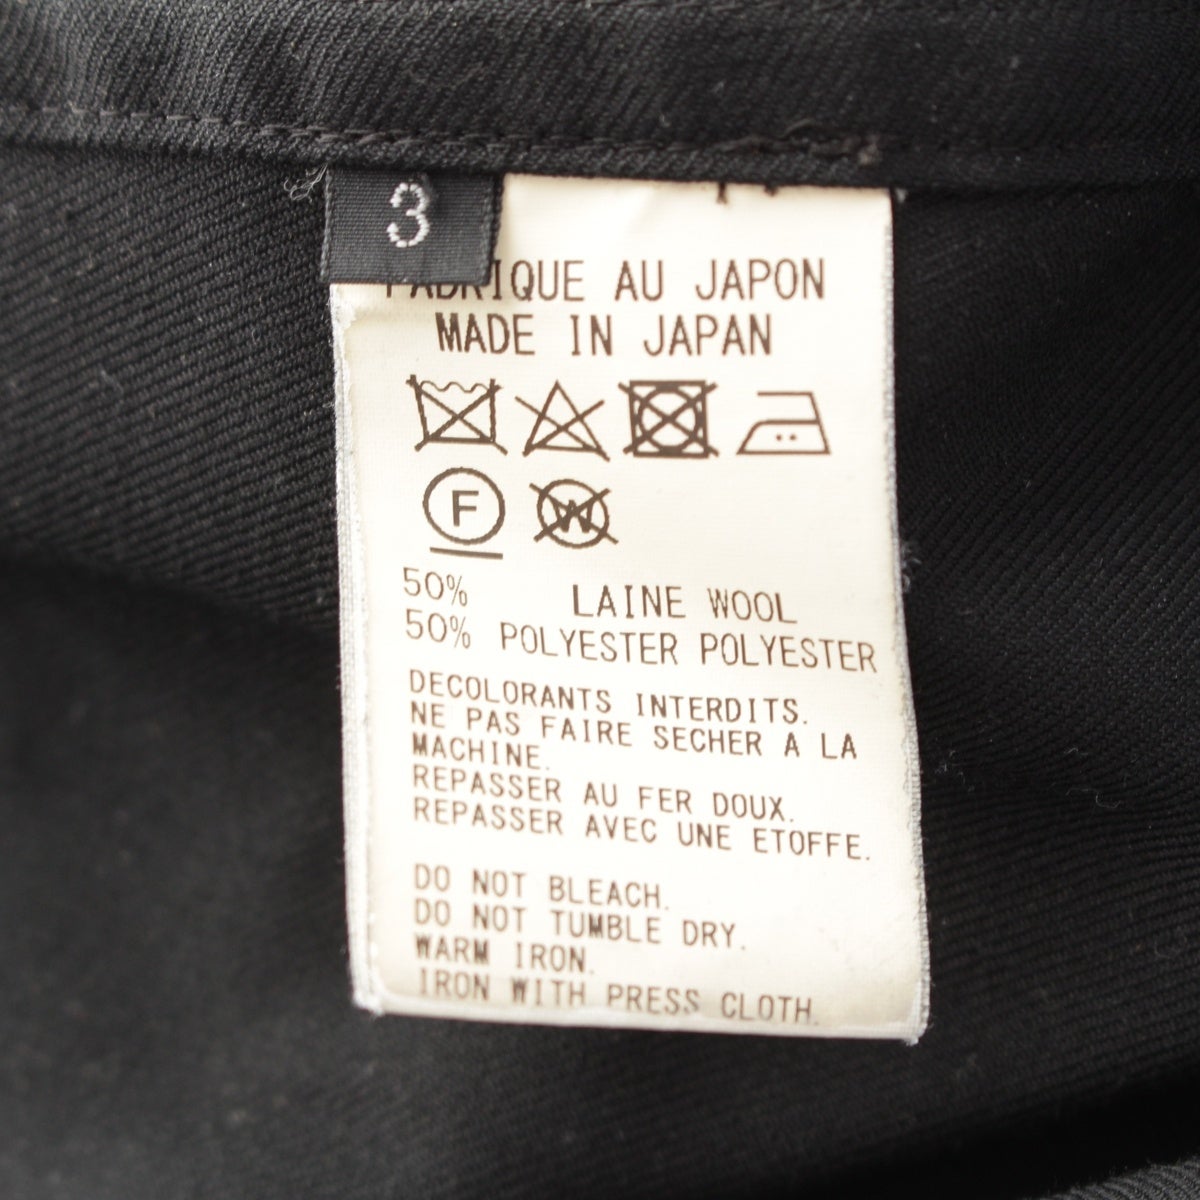 3
FABRIQUE AU JAPON
MADE IN JAPAN
F W
50% LAINE WOOL
50% POLYESTER POLYESTER
DECOLORANTS INTERDITS.
NE PAS FAIRE SECHER A LA
MACHINE.
REPASSER AU FER DOUX.
REPASSER AVEC UNE ETOFFE.
DO NOT BLEACH.
DO NOT TUMBLE DRY.
WARM IRON.
IRON WITH PRESS CLOTH.